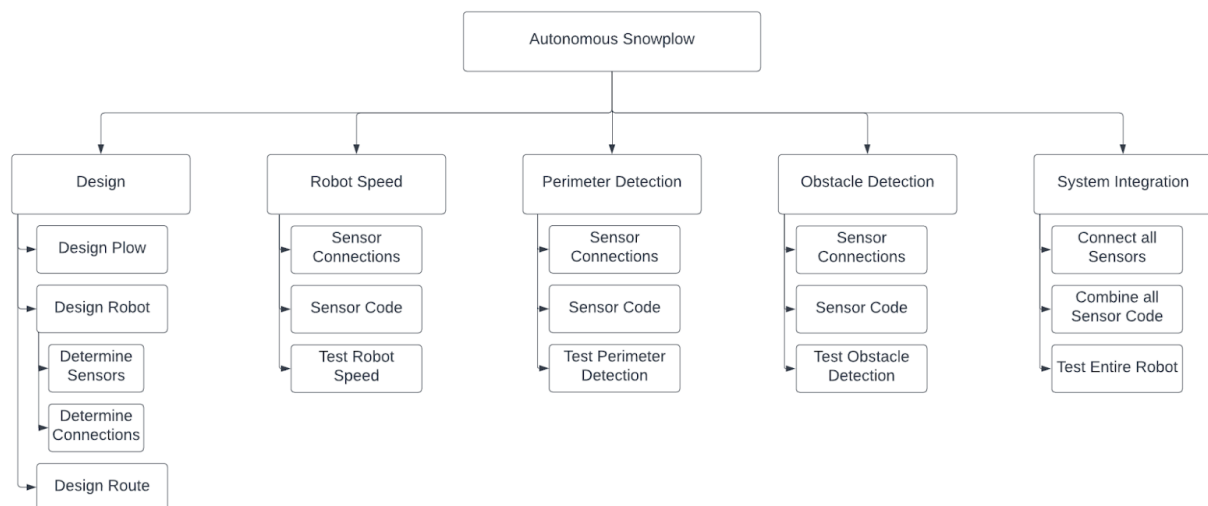 Autonomous Snowplow
Design
Design Plow
Design Robot
Determine
Sensors
Determine
Connections
Design Route
Robot Speed
Sensor
Connections
Sensor Code
Test Robot
Speed
Perimeter Detection
Sensor
Connections
Sensor Code
Test Perimeter
Detection
Obstacle Detection
Sensor
Connections
Sensor Code
Test Obstacle
Detection
System Integration
Connect all
Sensors
Combine all
Sensor Code
Test Entire Robot